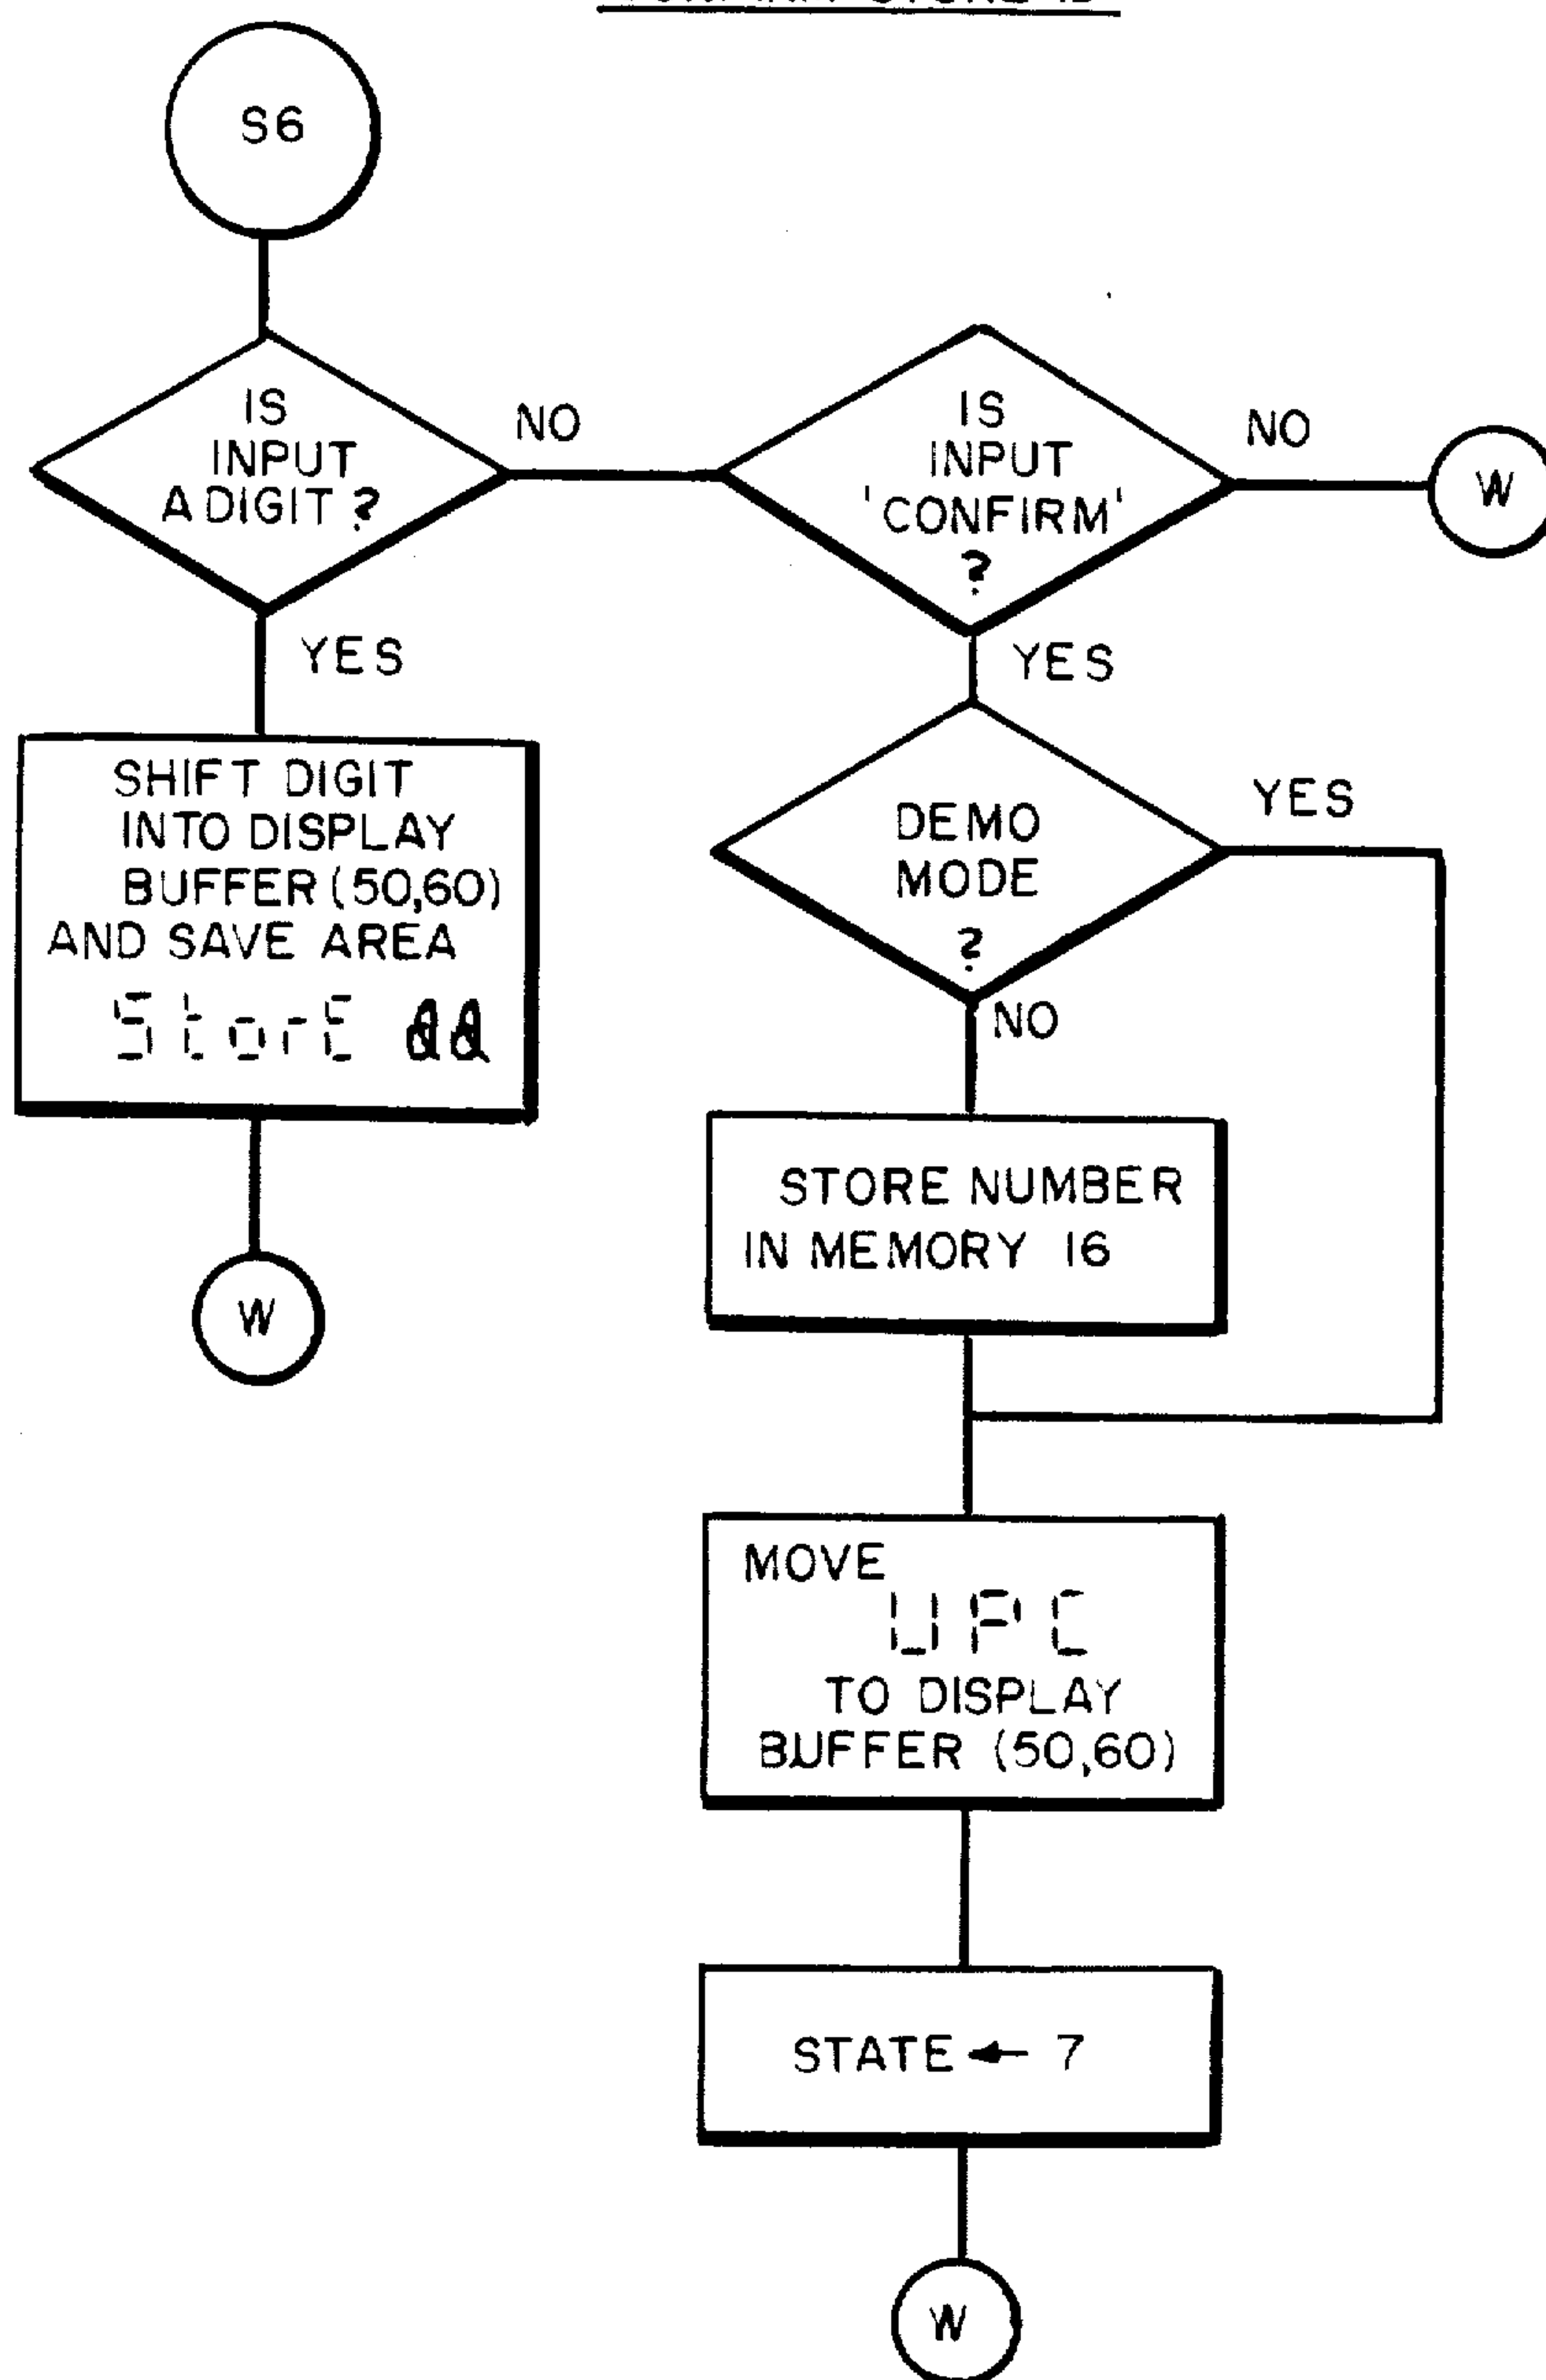 S6
IS
INPUT
A DIGIT ?
NO
IS
INPUT
'CONFIRM'
?
NO
W
YES
YES
SHIFT DIGIT
INTO DISPLAY
BUFFER (50,60)
AND SAVE AREA
StorE
W
DEMO
MODE
?
YES
NO
STORE NUMBER
IN MEMORY 16
MOVE
UPC
TO DISPLAY
BUFFER (50,60)
STATE ← 7
W